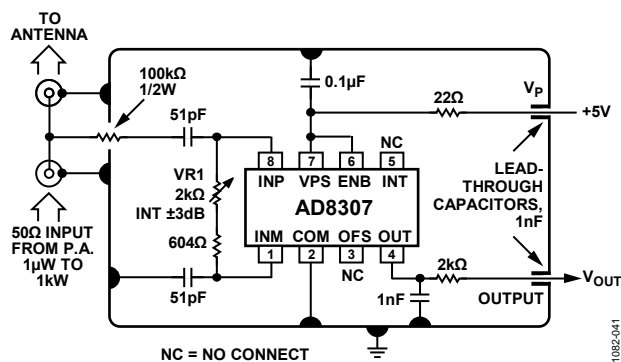 TO
ANTENNA
100kΩ
1/2W
51pF
0.1µF
22Ω
VP
+5V
NC
8
7
6
5
INP
VPS
ENB
INT
VR1
2kΩ
INT ±3dB
AD8307
LEAD-
THROUGH
CAPACITORS,
1nF
50Ω INPUT
FROM P.A.
1µW TO
1kW
604Ω
INM
COM
OFS
OUT
1
2
3
4
NC
2kΩ
VOUT
51pF
1nF
OUTPUT
NC = NO CONNECT
1082-041